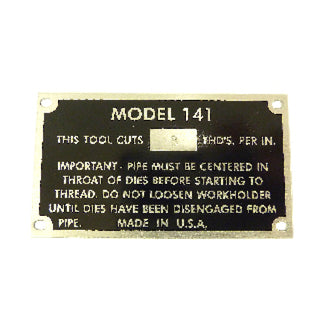 MODEL 141
THIS TOOL CUTS 8 THD'S. PER IN.
IMPORTANT - PIPE MUST BE CENTERED IN
THROAT OF DIES BEFORE STARTING TO
THREAD. DO NOT LOOSEN WORKHOLDER
UNTIL DIES HAVE BEEN DISENGAGED FROM
PIPE. MADE IN U.S.A.